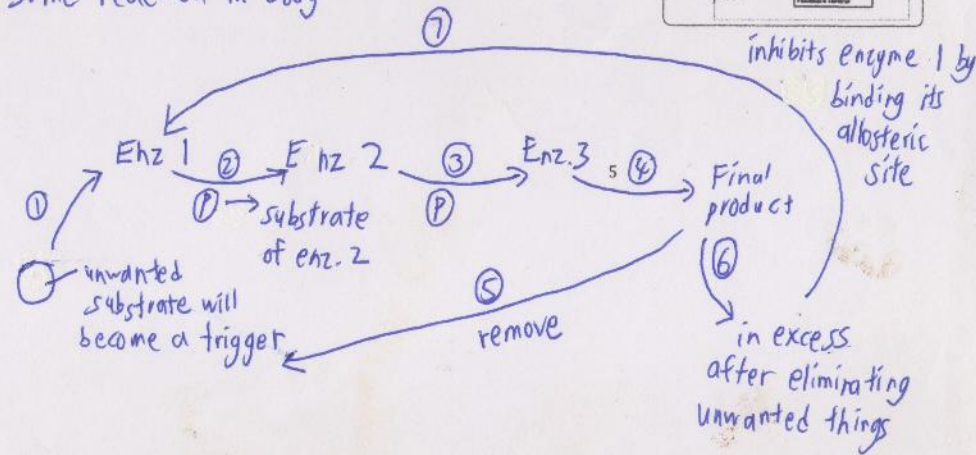 ⑦
inhibits enzyme 1 by
binding its
allosteric
site
Enz 1 ② Enz 2 ③ Enz.3 5 ④ Final
product
① Ⓟ → substrate
of enz. 2
Ⓟ
unwanted
substrate will
become a trigger
⑤
remove
⑥
in excess
after eliminating
unwanted things